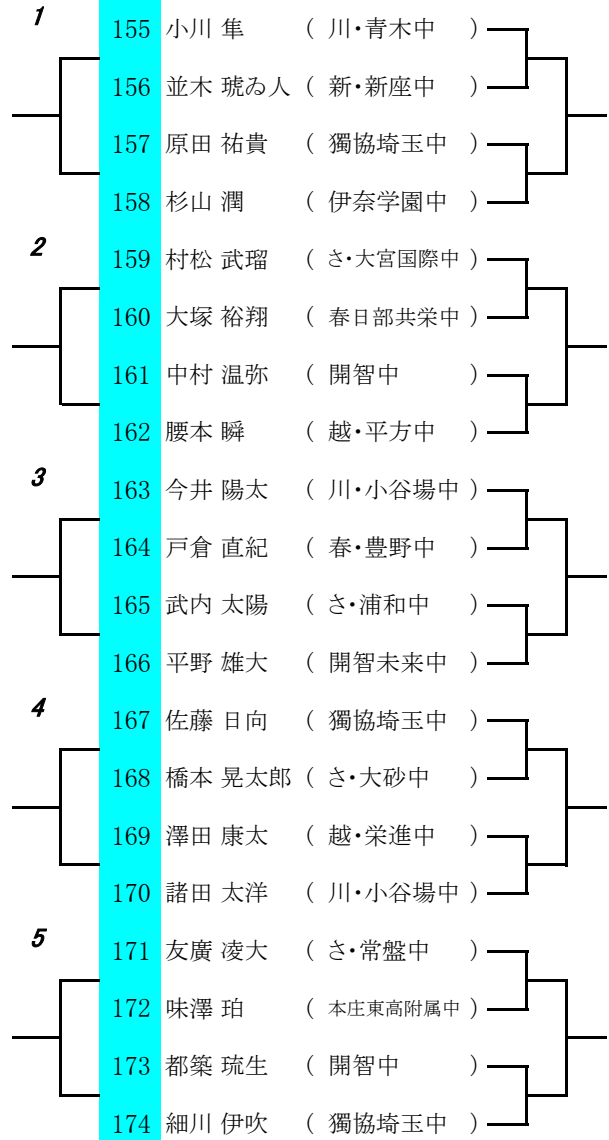 1
155 小川 隼 ( 川・青木中 )
156 並木 琥ゐ人 ( 新・新座中 )
157 原田 祐貴 ( 獨協埼玉中 )
158 杉山 潤 ( 伊奈学園中 )
2
159 村松 武瑠 ( さ・大宮国際中 )
160 大塚 裕翔 ( 春日部共栄中 )
161 中村 温弥 ( 開智中 )
162 腰本 瞬 ( 越・平方中 )
3
163 今井 陽太 ( 川・小谷場中 )
164 戸倉 直紀 ( 春・豊野中 )
165 武内 太陽 ( さ・浦和中 )
166 平野 雄大 ( 開智未来中 )
4
167 佐藤 日向 ( 獨協埼玉中 )
168 橋本 晃太郎 ( さ・大砂中 )
169 澤田 康太 ( 越・栄進中 )
170 諸田 太洋 ( 川・小谷場中 )
5
171 友廣 凌大 ( さ・常盤中 )
172 味澤 珀 ( 本庄東高附属中 )
173 都築 琉生 ( 開智中 )
174 細川 伊吹 ( 獨協埼玉中 )